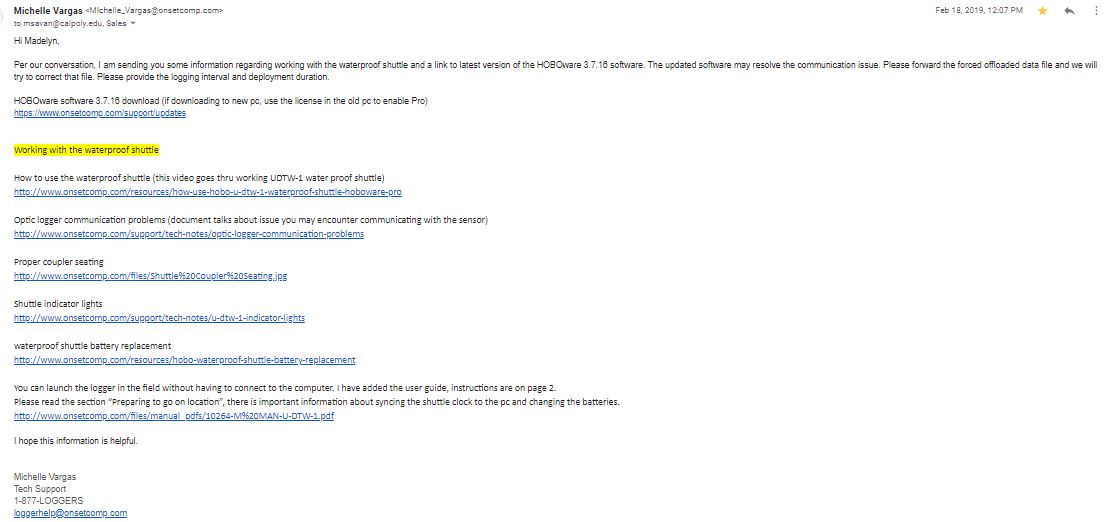 Michelle Vargas <Michelle_Vargas@onsetcomp.com>
Feb 18, 2019, 12:07 PM
to msavan@calpoly.edu, Sales
Hi Madelyn,
Per our conversation, I am sending you some information regarding working with the waterproof shuttle and a link to latest version of the HOBOware 3.7.16 software. The updated software may resolve the communication issue. Please forward the forced offloaded data file and we will
try to correct that file. Please provide the logging interval and deployment duration.
HOBOware software 3.7.16 download (if downloading to new pc, use the license in the old pc to enable Pro)
https://www.onsetcomp.com/support/updates
Working with the waterproof shuttle
How to use the waterproof shuttle (this video goes thru working UDTW-1 water proof shuttle)
http://www.onsetcomp.com/resources/how-use-hobo-u-dtw-1-waterproof-shuttle-hoboware-pro
Optic logger communication problems (document talks about issue you may encounter communicating with the sensor)
http://www.onsetcomp.com/support/tech-notes/optic-logger-communication-problems
Proper coupler seating
http://www.onsetcomp.com/files/Shuttle%20Coupler%20Seating.jpg
Shuttle indicator lights
http://www.onsetcomp.com/support/tech-notes/u-dtw-1-indicator-lights
waterproof shuttle battery replacement
http://www.onsetcomp.com/resources/hobo-waterproof-shuttle-battery-replacement
You can launch the logger in the field without having to connect to the computer. I have added the user guide, instructions are on page 2.
Please read the section "Preparing to go on location", there is important information about syncing the shuttle clock to the pc and changing the batteries.
http://www.onsetcomp.com/files/manual_pdfs/10264-M%20MAN-U-DTW-1.pdf
I hope this information is helpful.
Michelle Vargas
Tech Support
1-877-LOGGERS
loggerhelp@onsetcomp.com